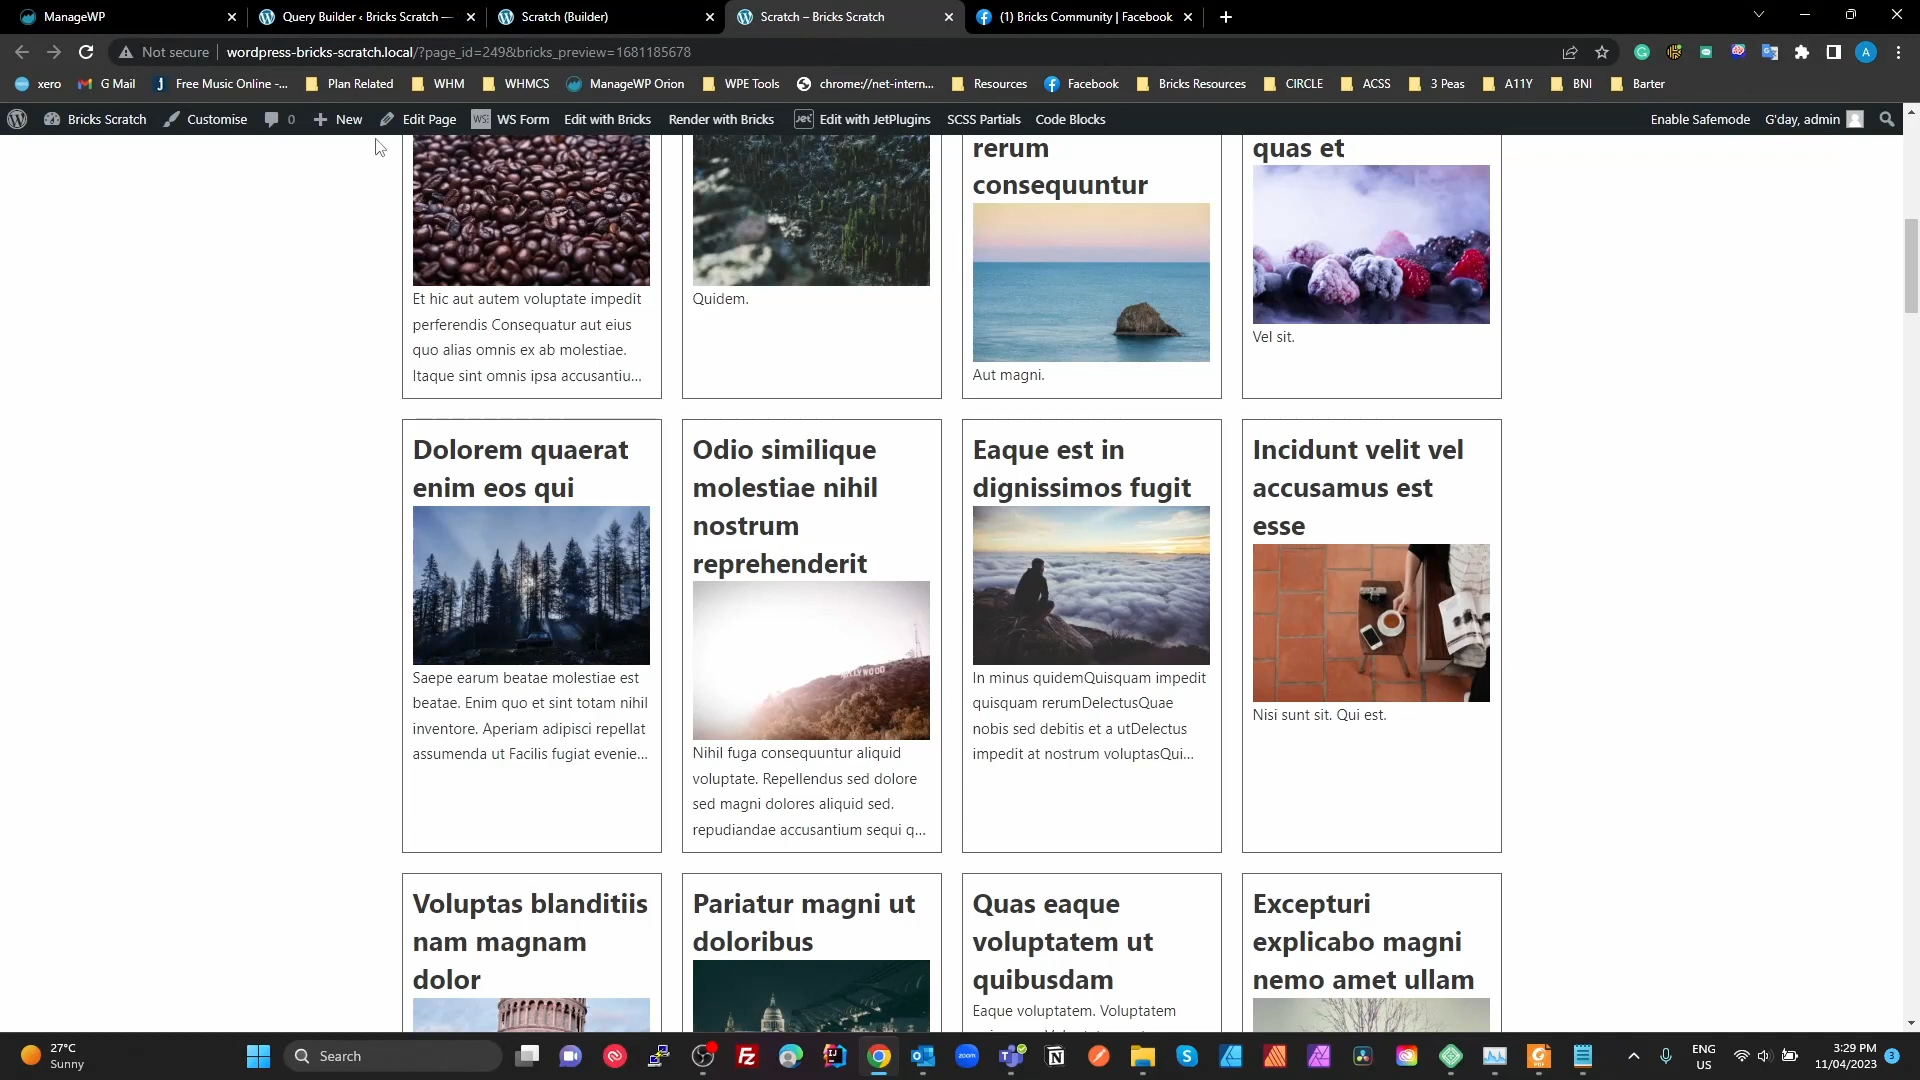 ManageWP
Query Builder ‹ Bricks Scratch —
Scratch (Builder)
Scratch – Bricks Scratch
(1) Bricks Community | Facebook
Not secure
wordpress-bricks-scratch.local/?page_id=249&bricks_preview=1681185678
A
xero
G Mail
Free Music Online -...
Plan Related
WHM
WHMCS
ManageWP Orion
WPE Tools
chrome://net-intern...
Resources
Facebook
Bricks Resources
CIRCLE
ACSS
3 Peas
A11Y
BNI
Barter
Bricks Scratch
Customise
0
New
Edit Page
WS Form
Edit with Bricks
Render with Bricks
Jet
Edit with JetPlugins
SCSS Partials
Code Blocks
Enable Safemode
G'day, admin
Et hic aut autem voluptate impedit
perferendis Consequatur aut eius
quo alias omnis ex ab molestiae.
Itaque sint omnis ipsa accusantiu...
Quidem.
rerum
consequuntur
Aut magni.
quas et
Vel sit.
Dolorem quaerat
enim eos qui
Saepe earum beatae molestiae est
beatae. Enim quo et sint totam nihil
inventore. Aperiam adipisci repellat
assumenda ut Facilis fugiat evenie...
Odio similique
molestiae nihil
nostrum
reprehenderit
Nihil fuga consequuntur aliquid
voluptate. Repellendus sed dolore
sed magni dolores aliquid sed.
repudiandae accusantium sequi q...
Eaque est in
dignissimos fugit
In minus quidemQuisquam impedit
quisquam rerumDelectusQuae
nobis sed debitis et a utDelectus
impedit at nostrum voluptasQui...
Incidunt velit vel
accusamus est
esse
Nisi sunt sit. Qui est.
Voluptas blanditiis
nam magnam
dolor
Pariatur magni ut
doloribus
Quas eaque
voluptatem ut
quibusdam
Eaque voluptatem. Voluptatem
Excepturi
explicabo magni
nemo amet ullam
27°C
Sunny
Search
zoom
ENG
US
3:29 PM
11/04/2023
3